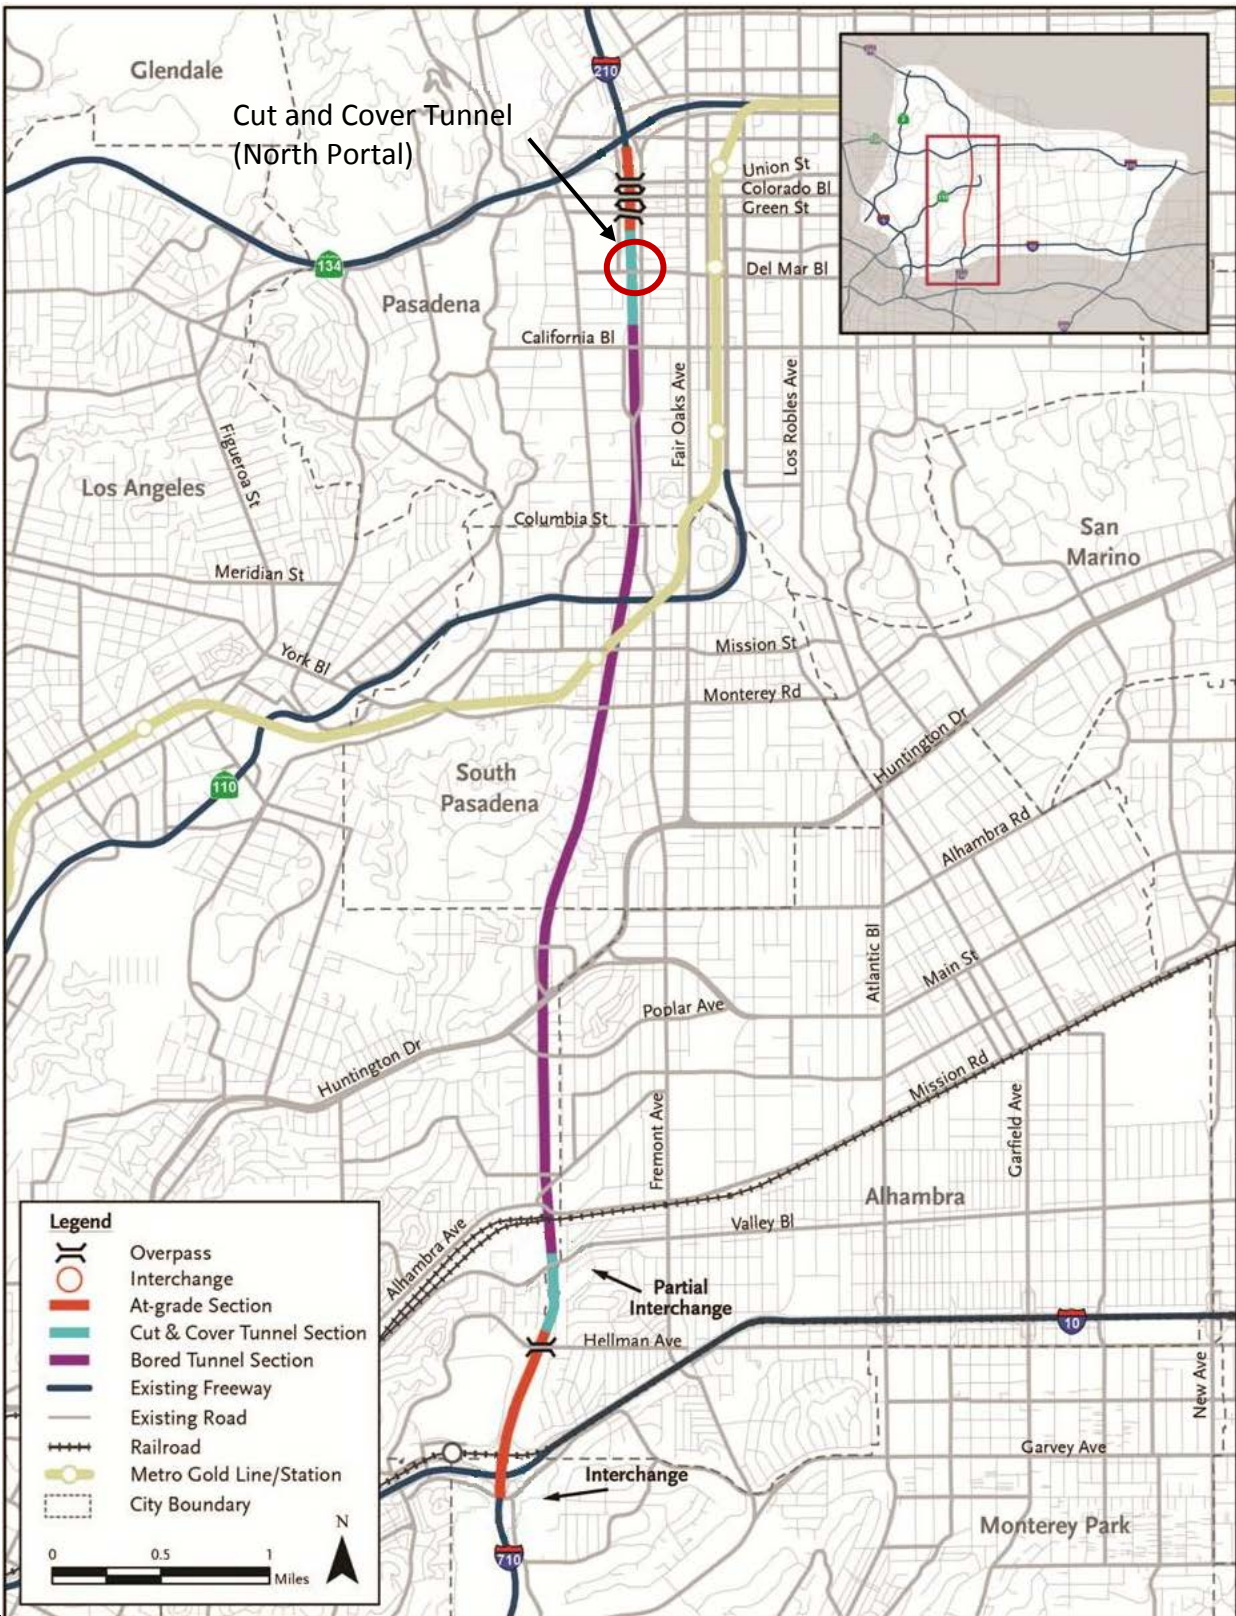 Glendale
210
Cut and Cover Tunnel
(North Portal)
Union St
Colorado Bl
Green St
134
Del Mar Bl
Pasadena
California Bl
Fair Oaks Ave
Los Robles Ave
Figueroa St
Los Angeles
Columbia St
San
Marino
Meridian St
York Bl
Mission St
Monterey Rd
Huntington Dr
110
South
Pasadena
Alhambra Rd
Atlantic Bl
Main St
Poplar Ave
Huntington Dr
Mission Rd
Fremont Ave
Garfield Ave
Alhambra
Valley Bl
Alhambra Ave
Partial
Interchange
10
Hellman Ave
New Ave
Garvey Ave
Interchange
Monterey Park
710
Legend
Overpass
Interchange
At-grade Section
Cut & Cover Tunnel Section
Bored Tunnel Section
Existing Freeway
Existing Road
Railroad
Metro Gold Line/Station
City Boundary
N
0 0.5 1
Miles